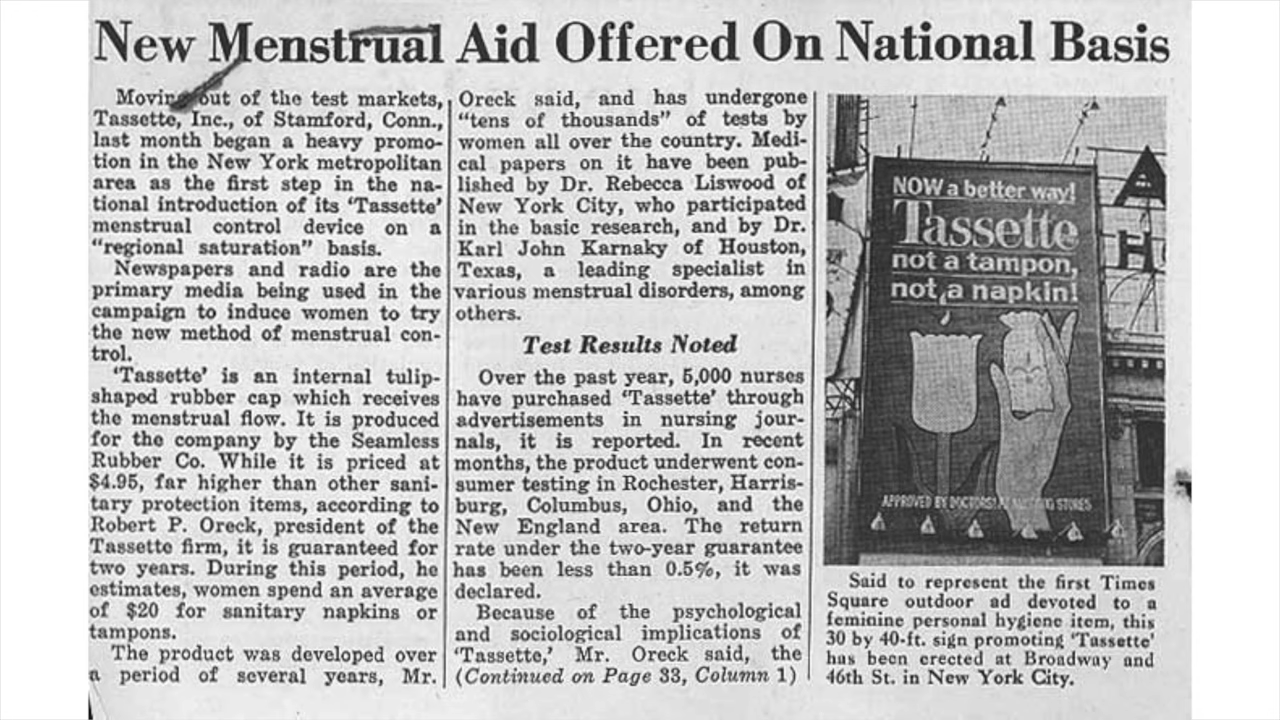 New Menstrual Aid Offered On National Basis
Moving out of the test markets,
Tassette, Inc., of Stamford, Conn.,
last month began a heavy promo-
tion in the New York metropolitan
area as the first step in the na-
tional introduction of its 'Tassette'
menstrual control device on a
"regional saturation" basis.
Newspapers and radio are the
primary media being used in the
campaign to induce women to try
the new method of menstrual con-
trol.
'Tassette' is an internal tulip-
shaped rubber cap which receives
the menstrual flow. It is produced
for the company by the Seamless
Rubber Co. While it is priced at
$4.95, far higher than other sani-
tary protection items, according to
Robert P. Oreck, president of the
Tassette firm, it is guaranteed for
two years. During this period, he
estimates, women spend an average
of $20 for sanitary napkins or
tampons.
The product was developed over
a period of several years, Mr.
Oreck said, and has undergone
"tens of thousands" of tests by
women all over the country. Medi-
cal papers on it have been pub-
lished by Dr. Rebecca Liswood of
New York City, who participated
in the basic research, and by Dr.
Karl John Karnaky of Houston,
Texas, a leading specialist in
various menstrual disorders, among
others.
Test Results Noted
Over the past year, 5,000 nurses
have purchased 'Tassette' through
advertisements in nursing jour-
nals, it is reported. In recent
months, the product underwent con-
sumer testing in Rochester, Harris-
burg, Columbus, Ohio, and the
New England area. The return
rate under the two-year guarantee
has been less than 0.5%, it was
declared.
Because of the psychological
and sociological implications of
'Tassette,' Mr. Oreck said, the
(Continued on Page 33, Column 1)
NOW a better way!
Tassette
not a tampon,
not a napkin!
APPROVED BY DOCTORS! AT STORES
H
Said to represent the first Times
Square outdoor ad devoted to a
feminine personal hygiene item, this
30 by 40-ft. sign promoting 'Tassette'
has been erected at Broadway and
46th St. in New York City.